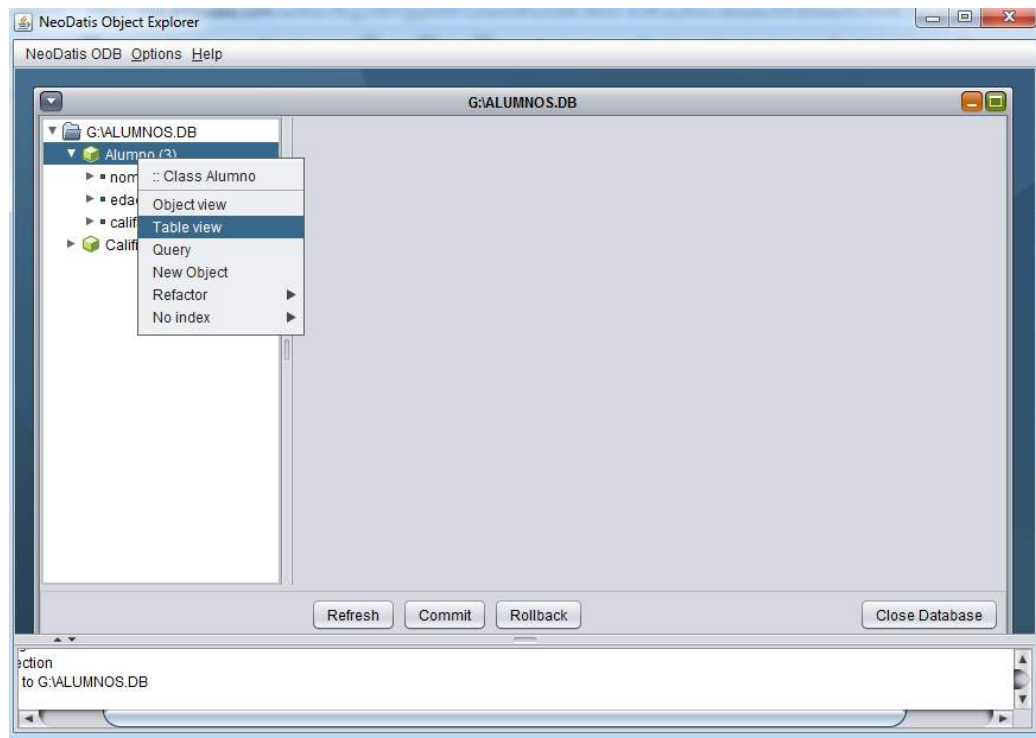 NeoDatis Object Explorer
NeoDatis ODB Options Help
G:\ALUMNOS.DB
G:\ALUMNOS.DB
Alumno (3)
:: Class Alumno
Object view
Table view
Query
New Object
Refactor
No index
Refresh Commit Rollback Close Database
to G:\ALUMNOS.DB